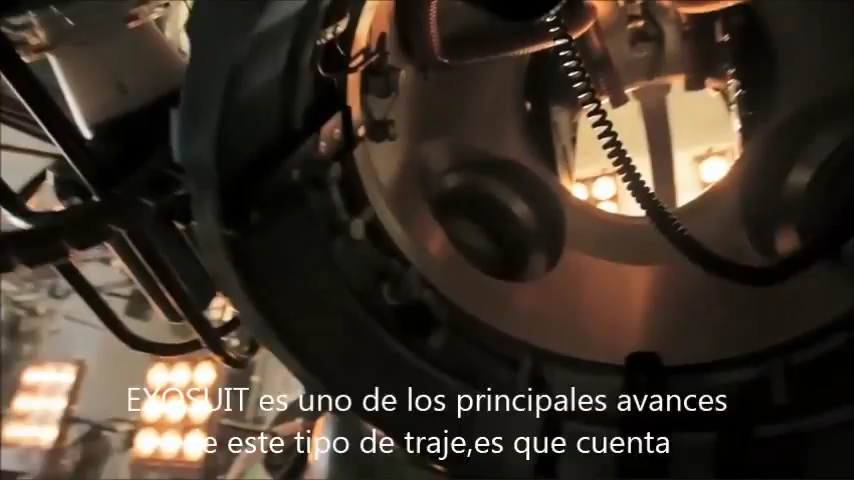 EXOSUIT es uno de los principales avances
este tipo de traje,es que cuenta